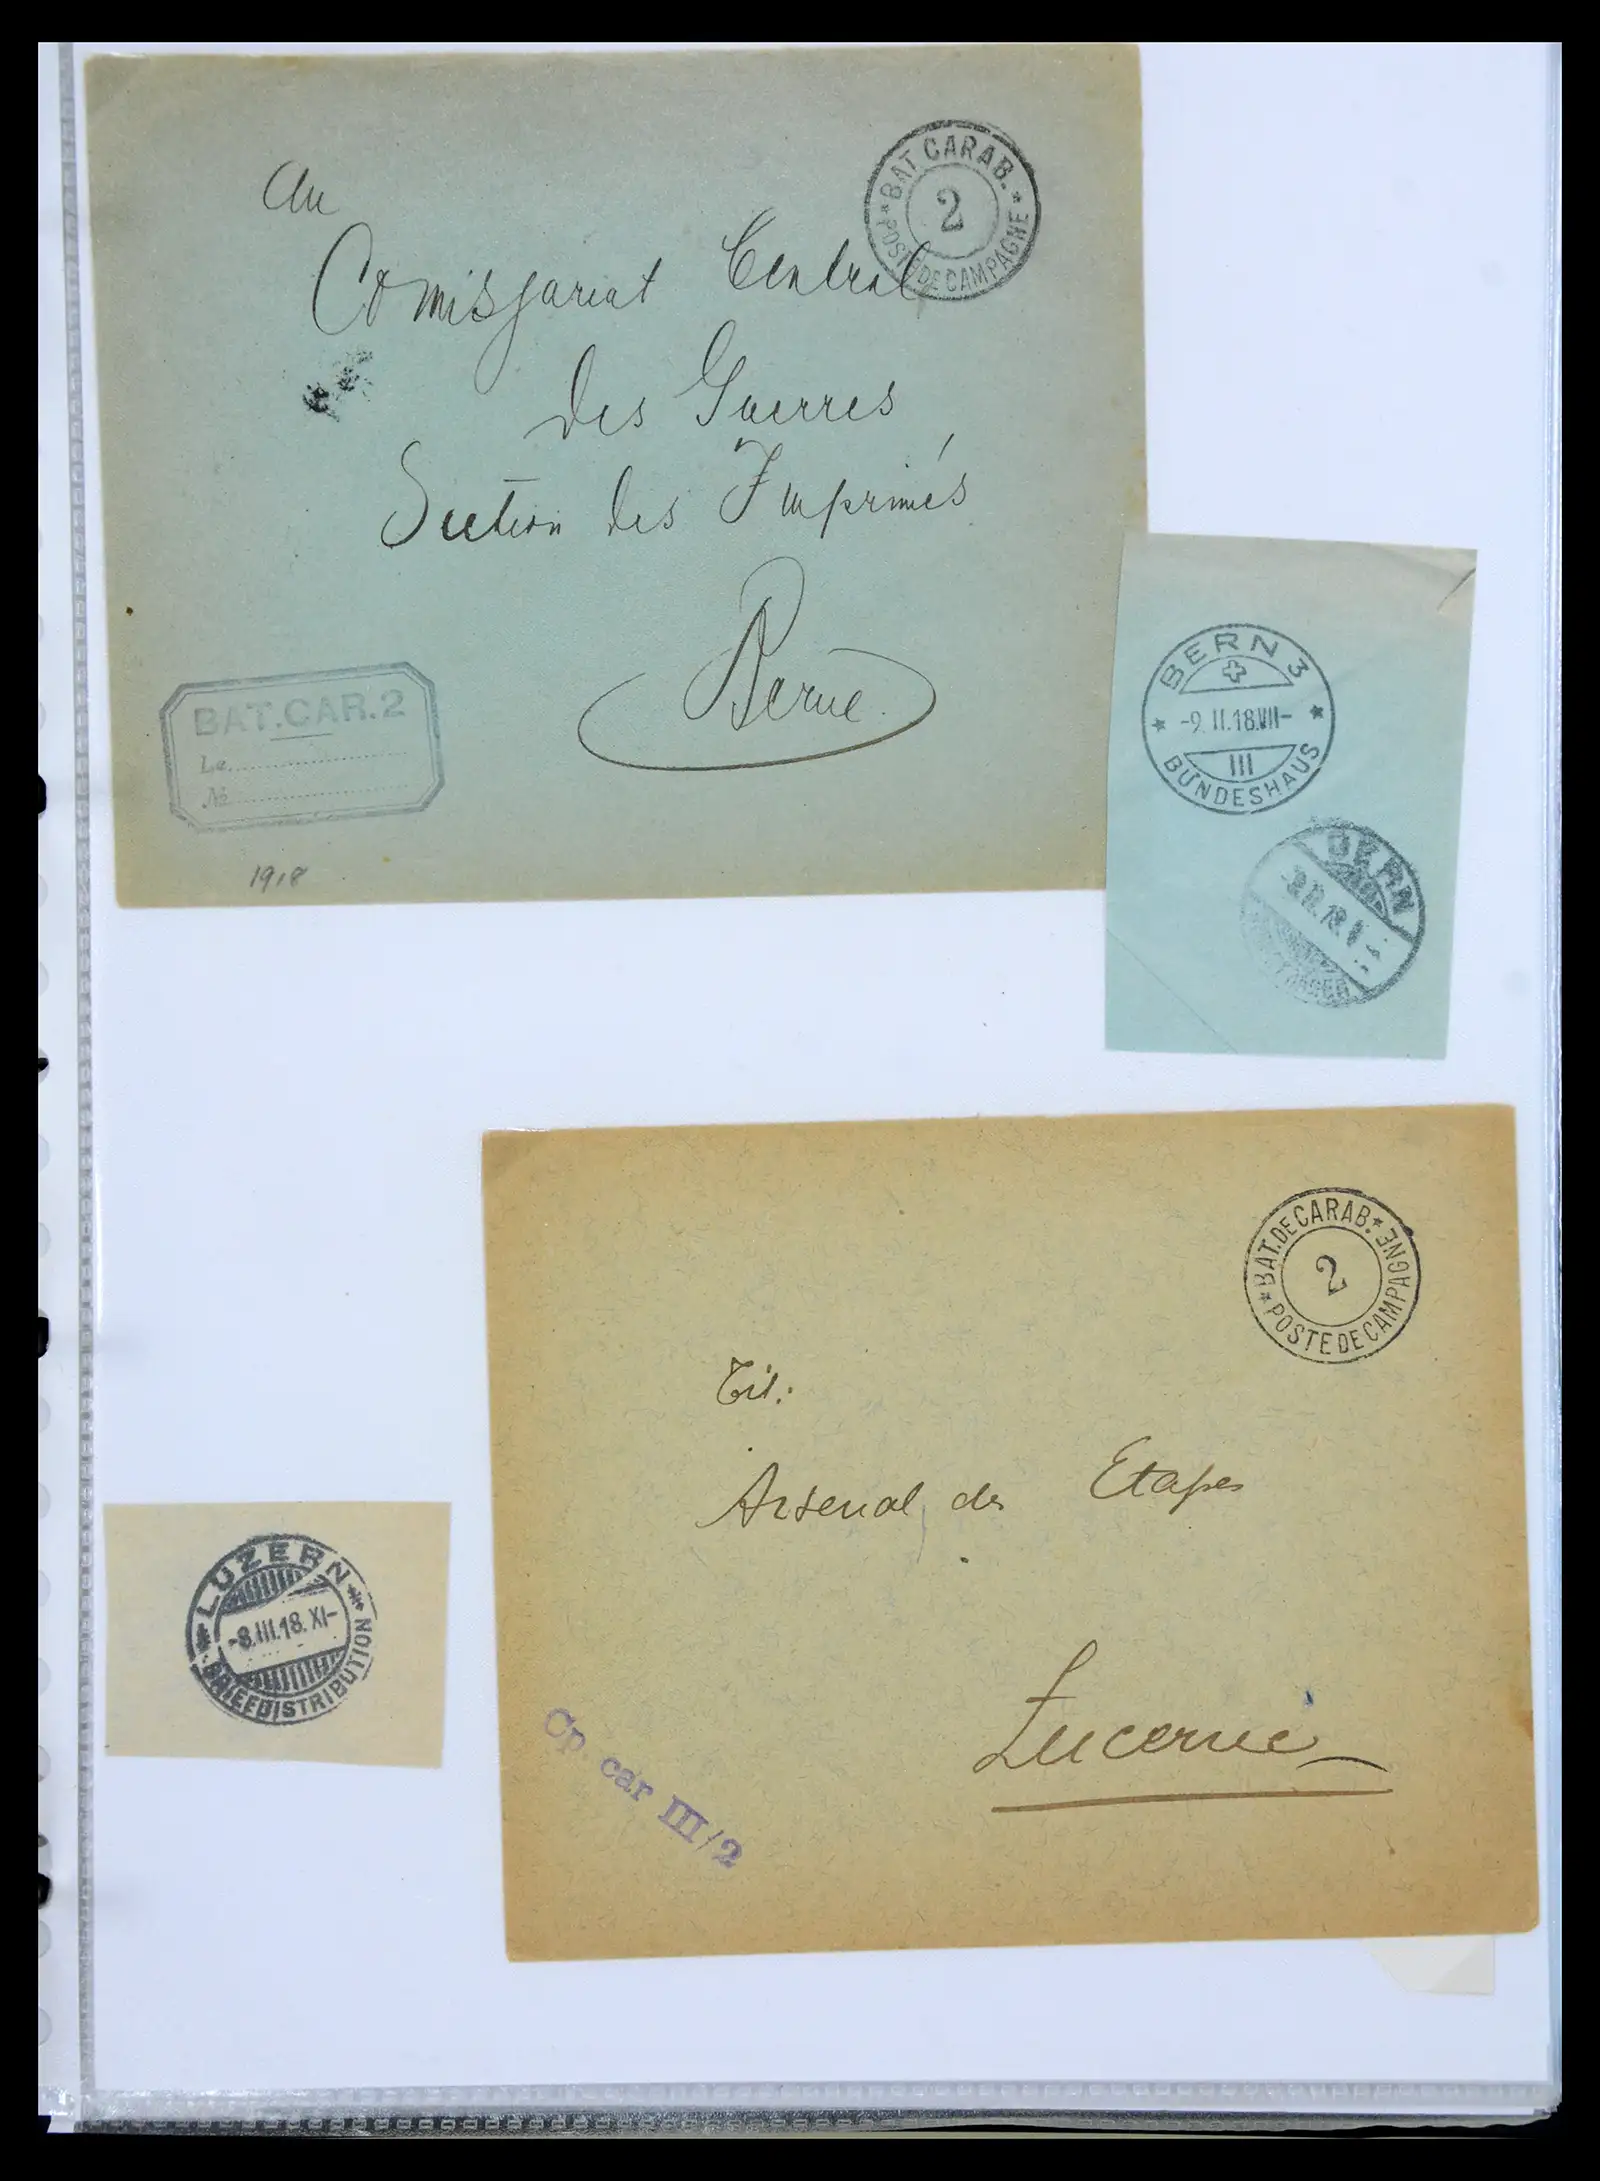 BAT. CARAB.
2
POSTE DE CAMPAGNE
Au
Comissariat Central
des Guerres
Section des Imprimés
Berne
BAT.CAR.2
Le
No
1918
BERN 3
-9.II.18.VII-
III
BUNDESHAUS
BERN
LUZERN
-8.III.18.XI-
BRIEFDISTRIBUTION
BAT. DE CARAB.
2
POSTE DE CAMPAGNE
Tit:
Arsenal des Etapes
Lucerne
Cp. car III/2